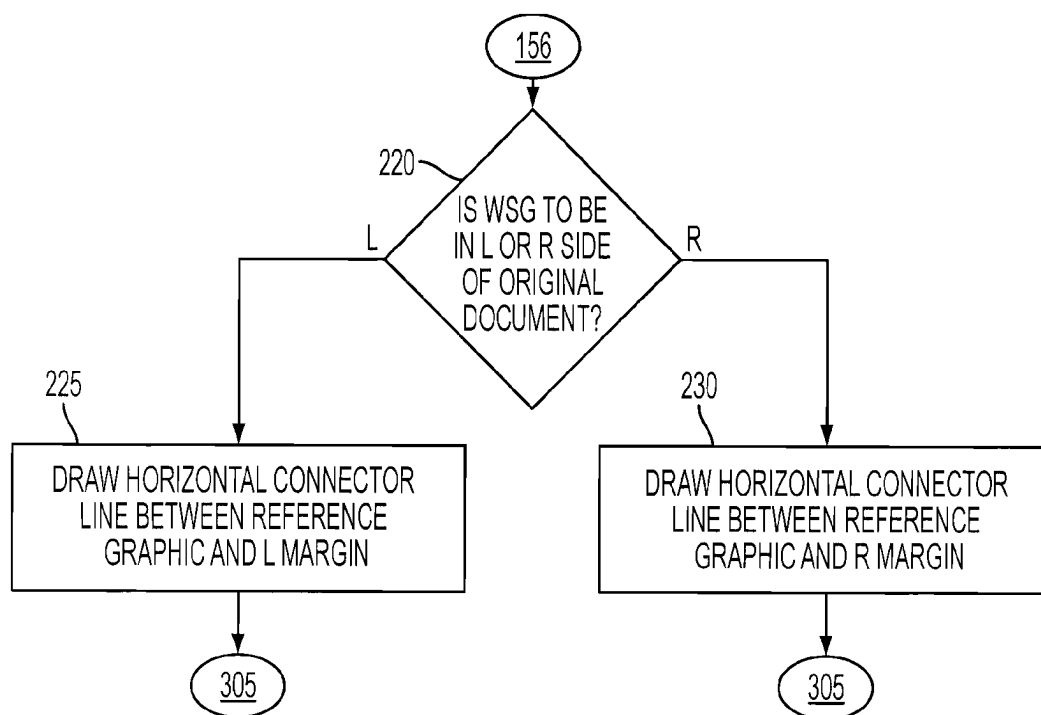 156
220
IS WSG TO BE
IN L OR R SIDE
OF ORIGINAL
DOCUMENT?
L
R
225
DRAW HORIZONTAL CONNECTOR
LINE BETWEEN REFERENCE
GRAPHIC AND L MARGIN
305
230
DRAW HORIZONTAL CONNECTOR
LINE BETWEEN REFERENCE
GRAPHIC AND R MARGIN
305